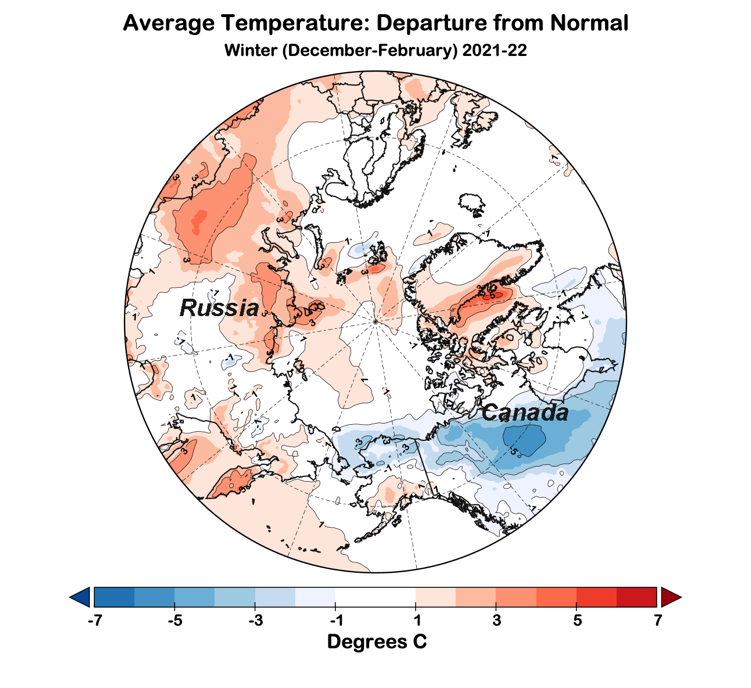 Average Temperature: Departure from Normal
Winter (December-February) 2021-22
Russia
Canada
-7 -5 -3 -1 1 3 5 7
Degrees C